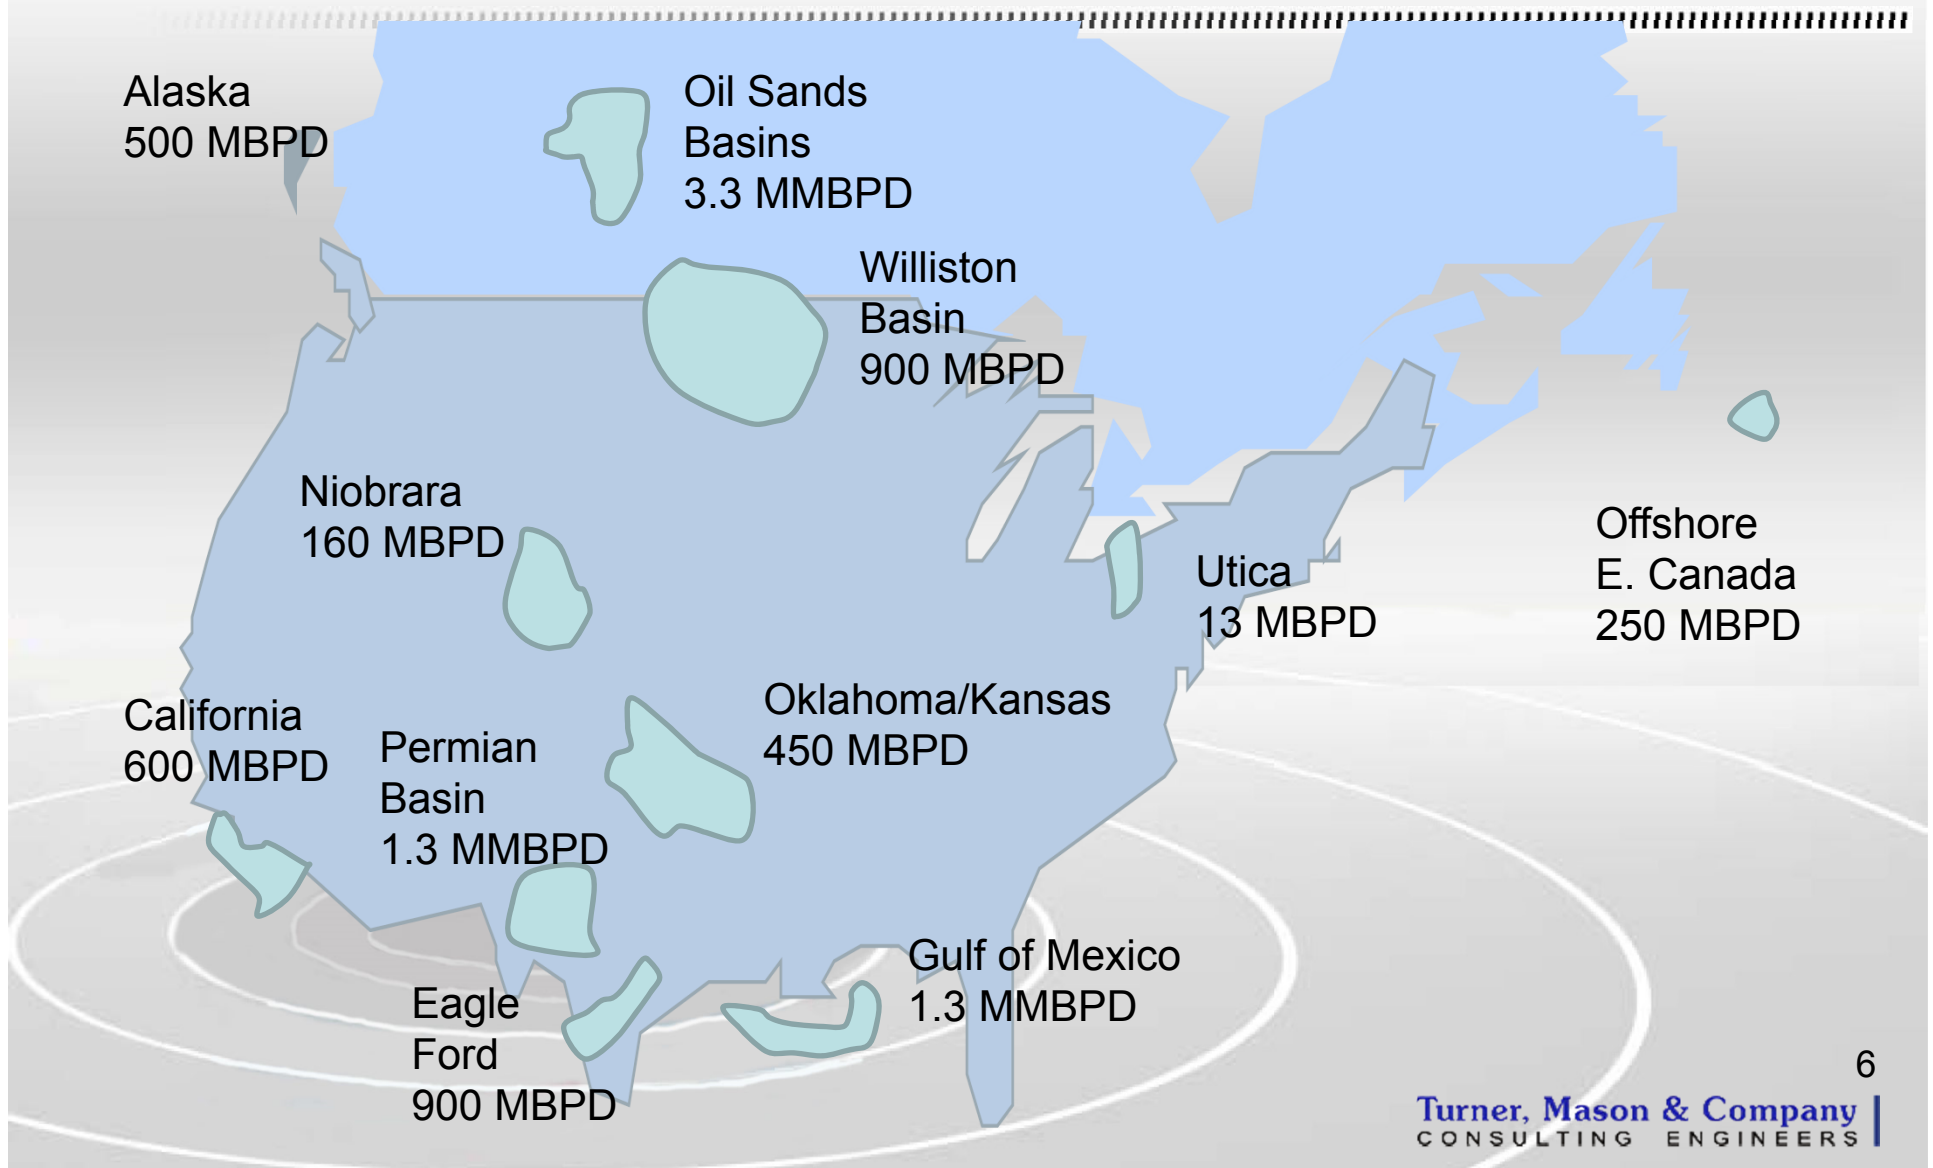 Alaska
500 MBPD
Oil Sands
Basins
3.3 MMBPD
Williston
Basin
900 MBPD
Niobrara
160 MBPD
Utica
13 MBPD
Offshore
E. Canada
250 MBPD
California
600 MBPD
Permian
Basin
1.3 MMBPD
Oklahoma/Kansas
450 MBPD
Eagle
Ford
900 MBPD
Gulf of Mexico
1.3 MMBPD
6
Turner, Mason & Company
CONSULTING ENGINEERS